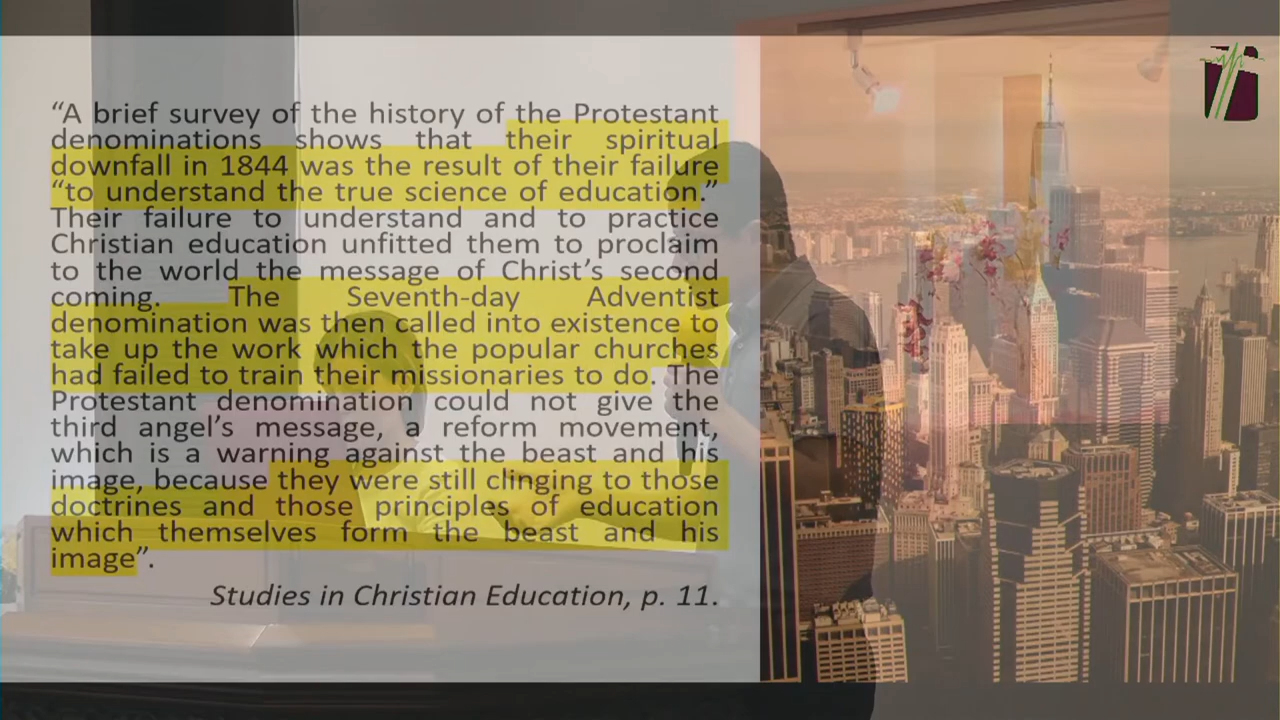 “A brief survey of the history of the Protestant
denominations shows that their spiritual
downfall in 1844 was the result of their failure
“to understand the true science of education.”
Their failure to understand and to practice
Christian education unfitted them to proclaim
to the world the message of Christ’s second
coming. The Seventh-day Adventist
denomination was then called into existence to
take up the work which the popular churches
had failed to train their missionaries to do. The
Protestant denomination could not give the
third angel’s message, a reform movement,
which is a warning against the beast and his
image, because they were still clinging to those
doctrines and those principles of education
which themselves form the beast and his
image”.
Studies in Christian Education, p. 11.